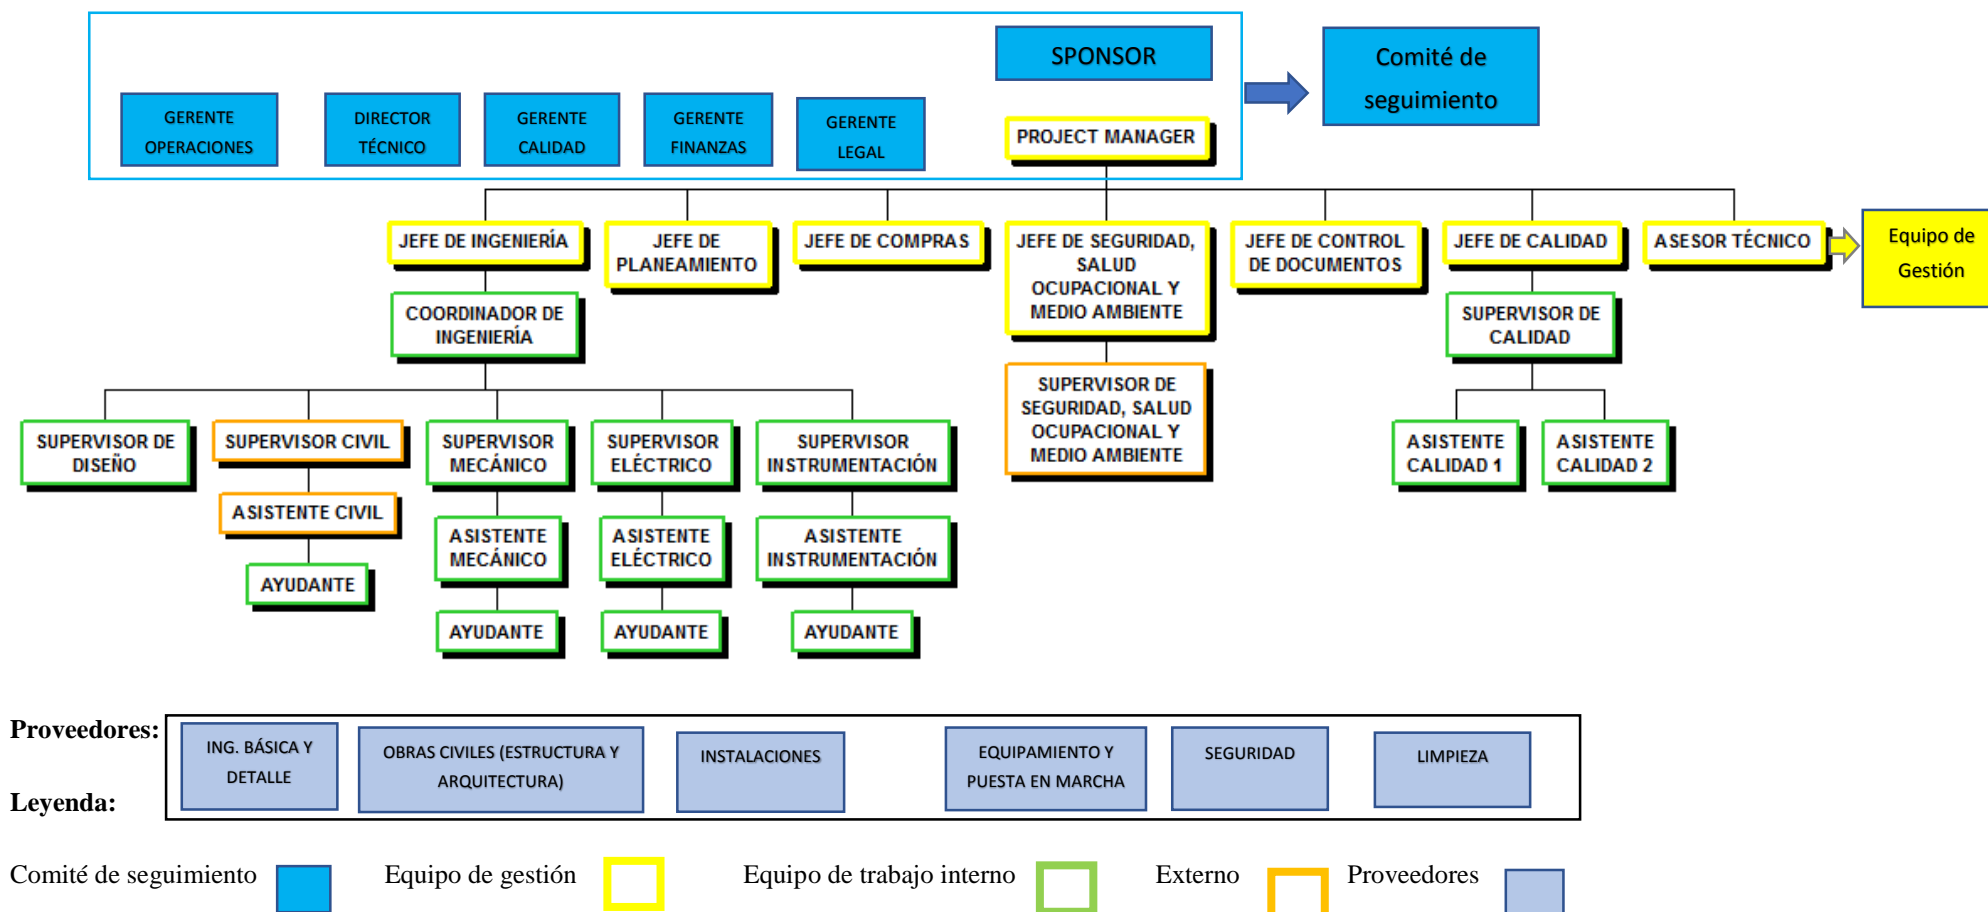 SPONSOR
Comité de
seguimiento
GERENTE
OPERACIONES
DIRECTOR
TÉCNICO
GERENTE
CALIDAD
GERENTE
FINANZAS
GERENTE
LEGAL
PROJECT MANAGER
JEFE DE INGENIERÍA
JEFE DE
PLANEAMIENTO
JEFE DE COMPRAS
JEFE DE SEGURIDAD,
SALUD
OCUPACIONAL Y
MEDIO AMBIENTE
JEFE DE CONTROL
DE DOCUMENTOS
JEFE DE CALIDAD
ASESOR TÉCNICO
Equipo de
Gestión
COORDINADOR DE
INGENIERÍA
SUPERVISOR DE
CALIDAD
SUPERVISOR DE
SEGURIDAD, SALUD
OCUPACIONAL Y
MEDIO AMBIENTE
SUPERVISOR DE
DISEÑO
SUPERVISOR CIVIL
SUPERVISOR
MECÁNICO
SUPERVISOR
ELÉCTRICO
SUPERVISOR
INSTRUMENTACIÓN
ASISTENTE
CALIDAD 1
ASISTENTE
CALIDAD 2
ASISTENTE CIVIL
ASISTENTE
MECÁNICO
ASISTENTE
ELÉCTRICO
ASISTENTE
INSTRUMENTACIÓN
AYUDANTE
AYUDANTE
AYUDANTE
AYUDANTE
Proveedores:
ING. BÁSICA Y
DETALLE
OBRAS CIVILES (ESTRUCTURA Y
ARQUITECTURA)
INSTALACIONES
EQUIPAMIENTO Y
PUESTA EN MARCHA
SEGURIDAD
LIMPIEZA
Leyenda:
Comité de seguimiento
Equipo de gestión
Equipo de trabajo interno
Externo
Proveedores